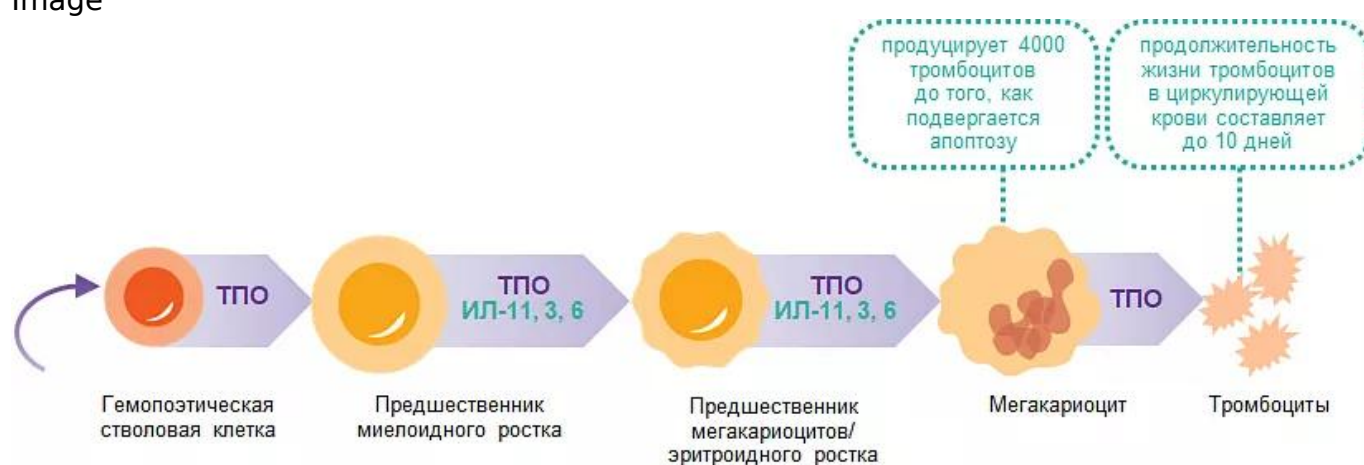 image
продуцирует 4000
тромбоцитов
до того, как
подвергается
апоптозу
продолжительность
жизни тромбоцитов
в циркулирующей
крови составляет
до 10 дней
ТПО
ТПО
ИЛ-11, 3, 6
ТПО
ИЛ-11, 3, 6
ТПО
Гемопоэтическая
стволовая клетка
Предшественник
миелоидного ростка
Предшественник
мегакариоцитов/
эритроидного ростка
Мегакариоцит
Тромбоциты